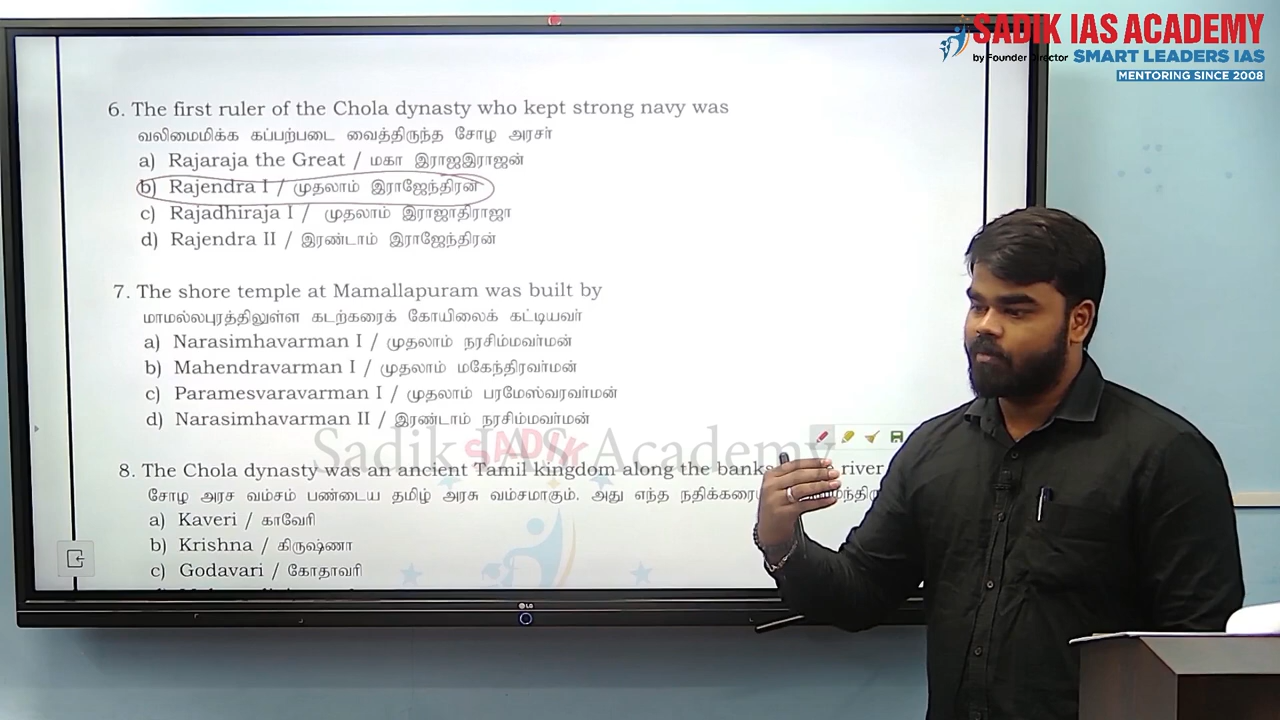 SADIK IAS ACADEMY
by Founder Director SMART LEADERS IAS
MENTORING SINCE 2008
6. The first ruler of the Chola dynasty who kept strong navy was
வலிமைமிக்க கப்பற்படை வைத்திருந்த சோழ அரசர்
a) Rajaraja the Great / மகா இராஜஇராஜன்
b) Rajendra I / முதலாம் இராஜேந்திரன்
c) Rajadhiraja I / முதலாம் இராஜாதிராஜா
d) Rajendra II / இரண்டாம் இராஜேந்திரன்
7. The shore temple at Mamallapuram was built by
மாமல்லபுரத்திலுள்ள கடற்கரைக் கோயிலைக் கட்டியவர்
a) Narasimhavarman I / முதலாம் நரசிம்மவர்மன்
b) Mahendravarman I / முதலாம் மகேந்திரவர்மன்
c) Paramesvaravarman I / முதலாம் பரமேஸ்வரவர்மன்
d) Narasimhavarman II / இரண்டாம் நரசிம்மவர்மன்
Sadik IAS Academy
SADIK
8. The Chola dynasty was an ancient Tamil kingdom along the banks river
சோழ அரச வம்சம் பண்டைய தமிழ் அரசு வம்சமாகும். அது எந்த
a) Kaveri / காவேரி
b) Krishna / கிருஷ்ணா
c) Godavari / கோதாவரி
LG